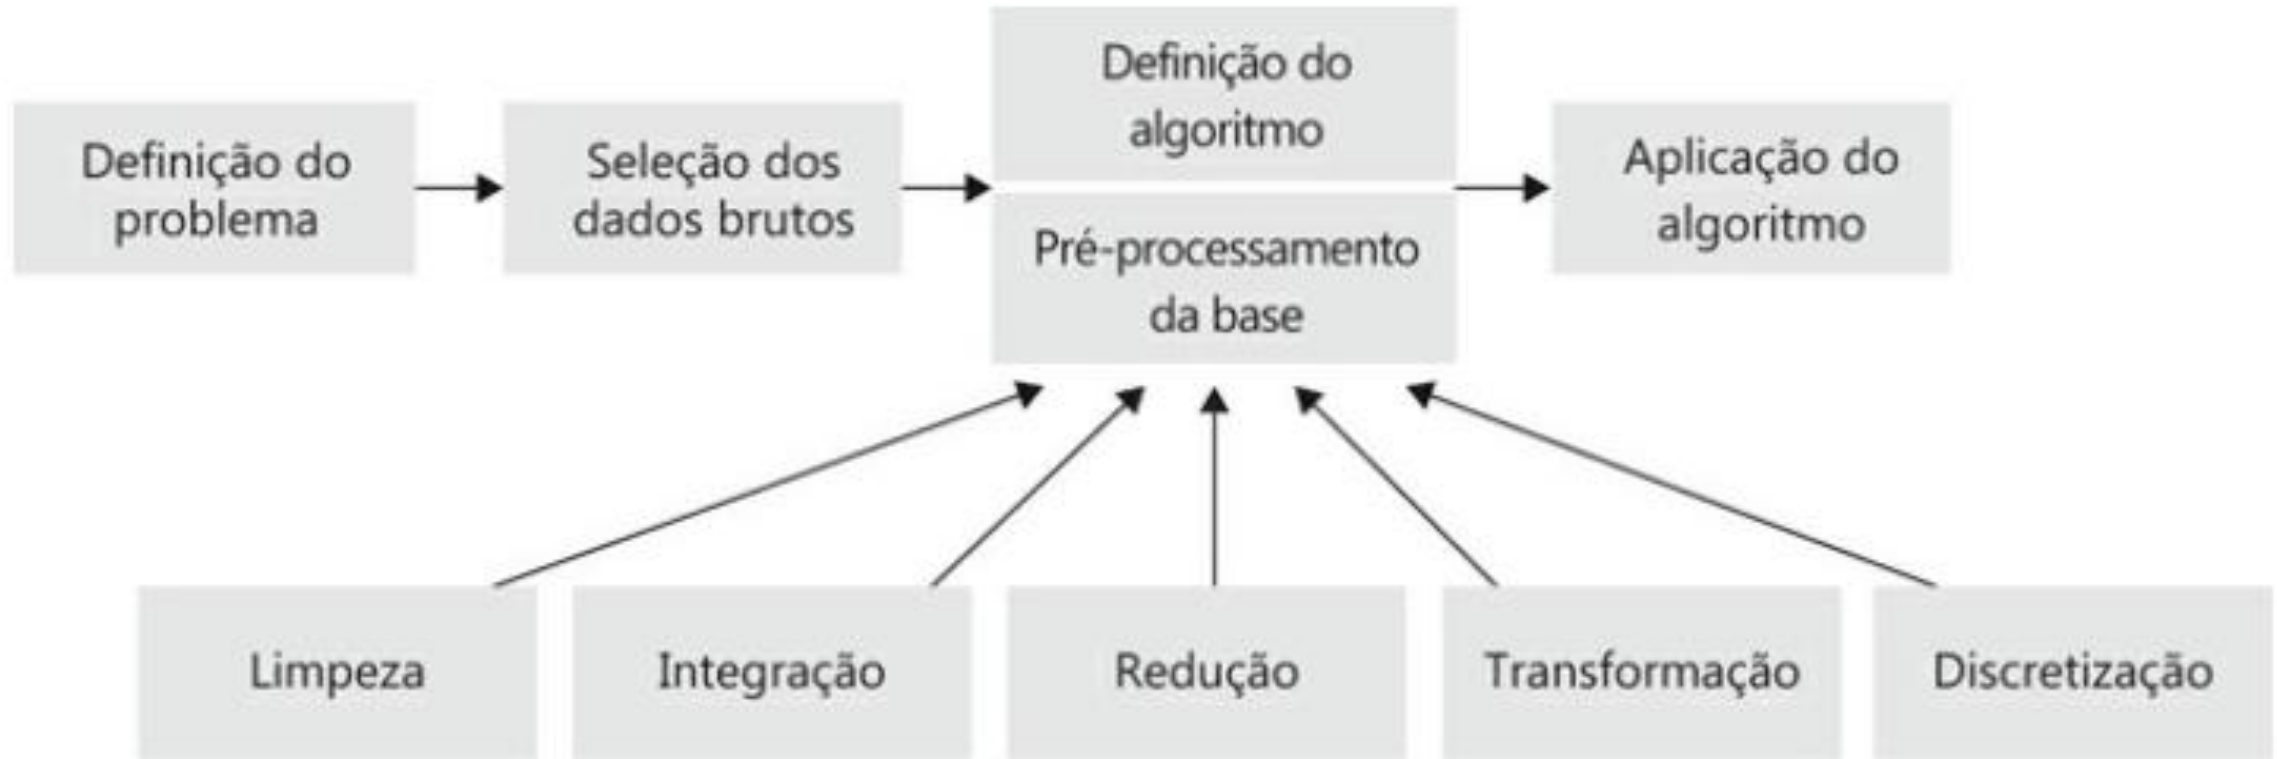 Definição do
problema
Seleção dos
dados brutos
Definição do
algoritmo
Pré-processamento
da base
Aplicação do
algoritmo
Limpeza
Integração
Redução
Transformação
Discretização